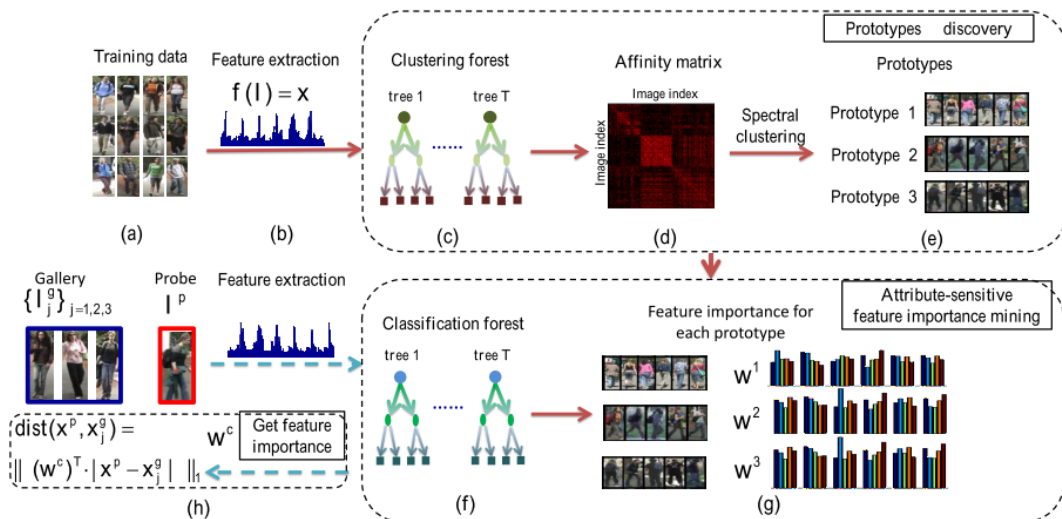 Training data
Feature extraction
f(I) = x
(a)
(b)
Prototypes discovery
Clustering forest
tree 1
tree T
......
(c)
Affinity matrix
Image index
Image index
(d)
Spectral
clustering
Prototypes
Prototype 1
Prototype 2
Prototype 3
(e)
Gallery
{I^g_j}_{j=1,2,3}
Probe
I^p
Feature extraction
dist(x^p, x^g_j) =
‖ (w^c)^T · | x^p − x^g_j | ‖_1
w^c
Get feature
importance
(h)
Classification forest
tree 1
tree T
......
(f)
Feature importance for
each prototype
Attribute-sensitive
feature importance mining
w^1
w^2
w^3
(g)